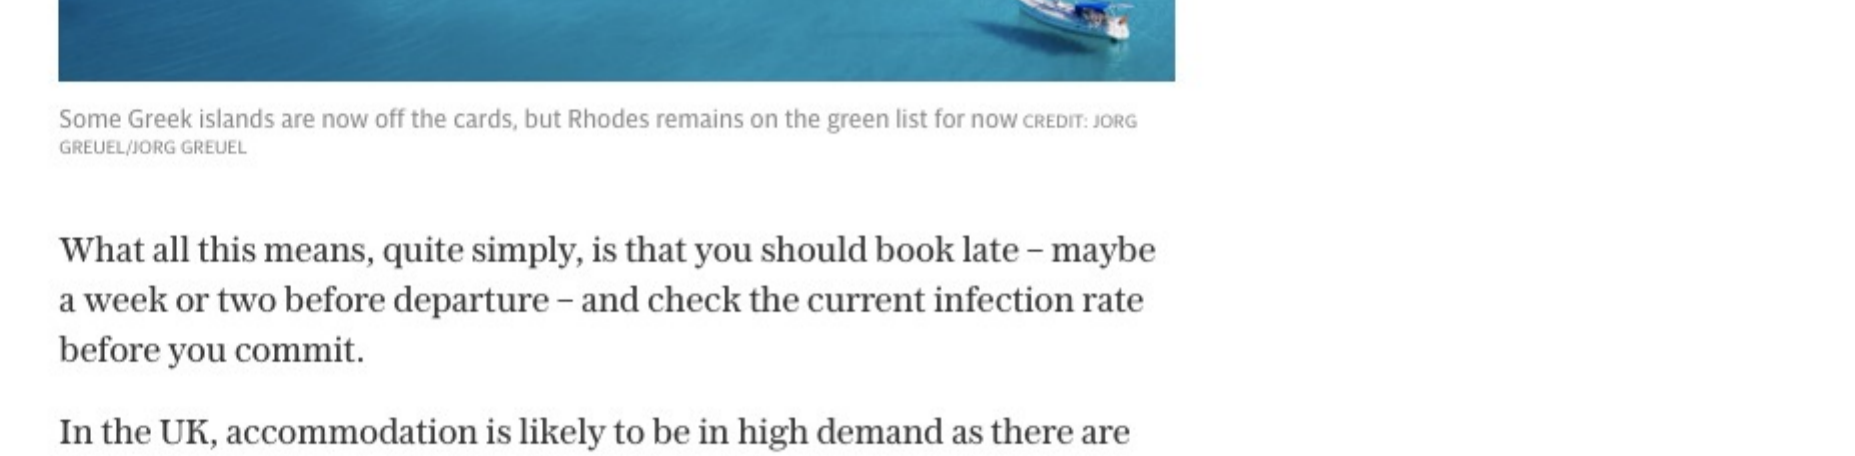 Some Greek islands are now off the cards, but Rhodes remains on the green list for now CREDIT: JORG
GREUEL/JORG GREUEL
What all this means, quite simply, is that you should book late – maybe
a week or two before departure – and check the current infection rate
before you commit.
In the UK, accommodation is likely to be in high demand as there are